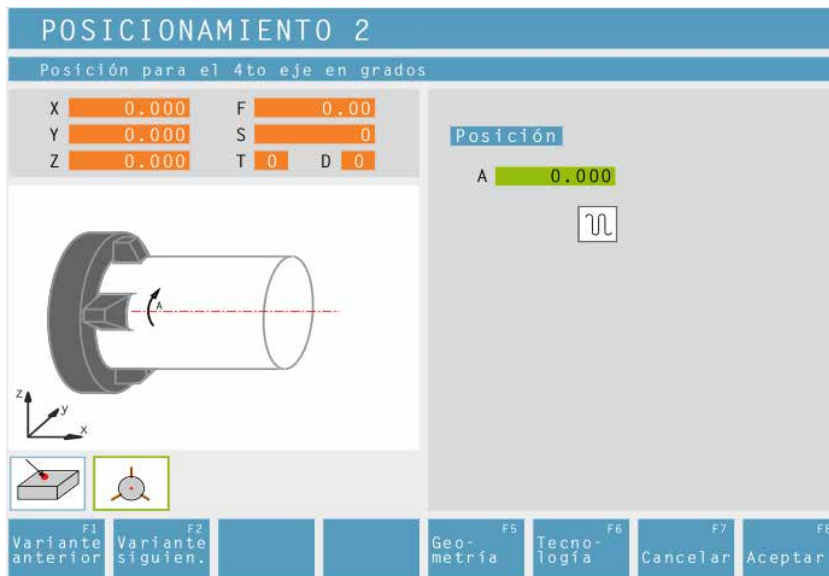 POSICIONAMIENTO 2
Posición para el 4to eje en grados
X 0.000 F 0.00
Y 0.000 S 0
Z 0.000 T 0 D 0
Posición
A 0.000
A
z
y
x
F1
Variante
anterior
F2
Variante
siguien.
F5
Geo-
metría
F6
Tecno-
logía
F7
Cancelar
F8
Aceptar